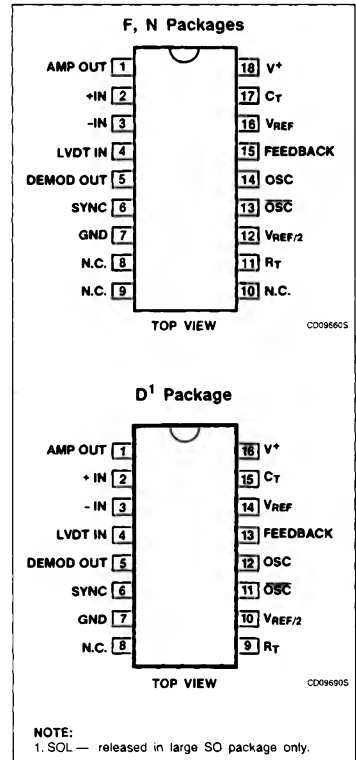 F, N Packages
AMP OUT 1 18 V+
+IN 2 17 CT
-IN 3 16 VREF
LVDT IN 4 15 FEEDBACK
DEMOD OUT 5 14 OSC
SYNC 6 13 O̅S̅C̅
GND 7 12 VREF/2
N.C. 8 11 RT
N.C. 9 10 N.C.
TOP VIEW
CD09660S
D1 Package
AMP OUT 1 16 V+
+ IN 2 15 CT
- IN 3 14 VREF
LVDT IN 4 13 FEEDBACK
DEMOD OUT 5 12 OSC
SYNC 6 11 O̅S̅C̅
GND 7 10 VREF/2
N.C. 8 9 RT
TOP VIEW
CD09690S
NOTE:
1. SOL — released in large SO package only.